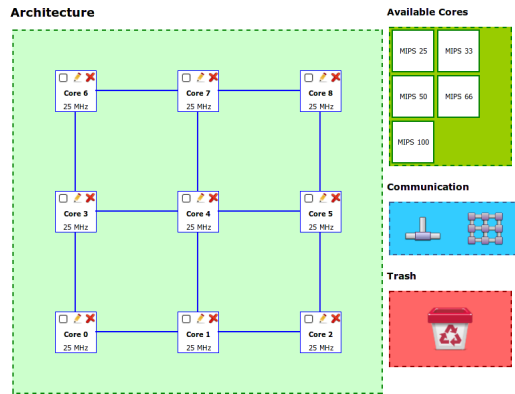 Architecture
Core 6
25 MHz
Core 7
25 MHz
Core 8
25 MHz
Core 3
25 MHz
Core 4
25 MHz
Core 5
25 MHz
Core 0
25 MHz
Core 1
25 MHz
Core 2
25 MHz
Available Cores
MIPS 25
MIPS 33
MIPS 50
MIPS 66
MIPS 100
Communication
Trash